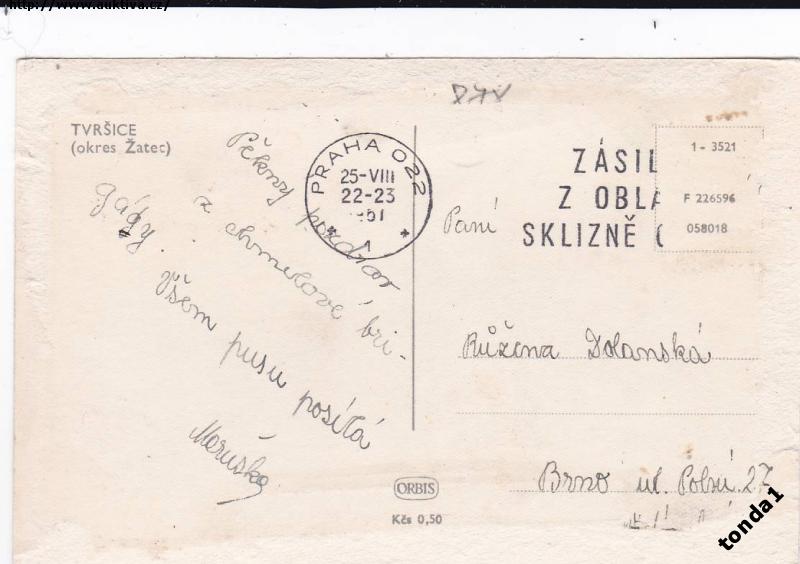 http://www.auktiva.cz/
TVRŠICE
(okres Žatec)
Pěkný pozdrav
z chmelové bri-
gády.
Všem pusu posílá
Maruška
PRAHA 022
25-VIII
22-23
1
ZÁSIL
Z OBLA
SKLIZNĚ (
1 - 3521
F 226596
058018
Paní
Růžena Dolanská
Brno ul. Polní 27
ORBIS
Kčs 0,50
tonda1